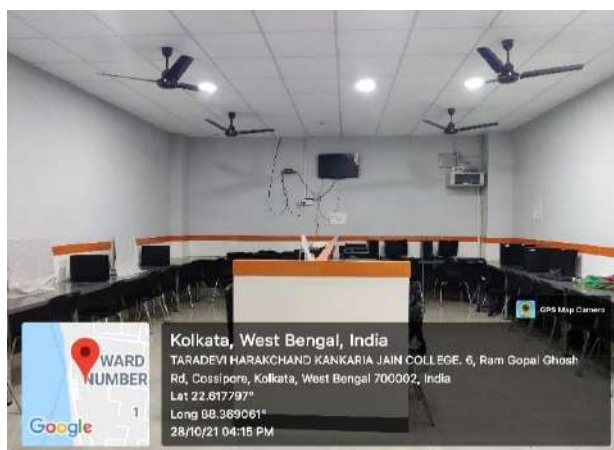 GPS Map Camera
WARD
NUMBER
1
Google
Kolkata, West Bengal, India
TARADEVI HARAKCHAND KANKARIA JAIN COLLEGE. 6, Ram Gopal Ghosh
Rd, Cossipore, Kolkata, West Bengal 700002, India
Lat 22.617797°
Long 88.369061°
28/10/21 04:15 PM